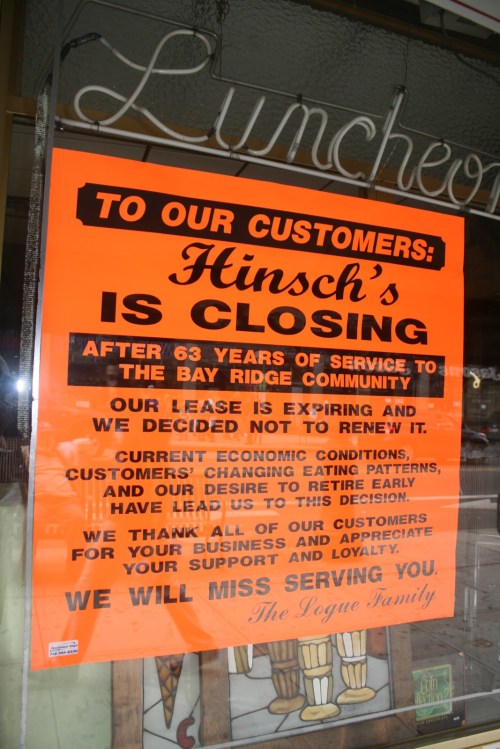 Luncheon
TO OUR CUSTOMERS:
Hinsch's
IS CLOSING
AFTER 63 YEARS OF SERVICE TO
THE BAY RIDGE COMMUNITY
OUR LEASE IS EXPIRING AND
WE DECIDED NOT TO RENEW IT.
CURRENT ECONOMIC CONDITIONS,
CUSTOMERS' CHANGING EATING PATTERNS,
AND OUR DESIRE TO RETIRE EARLY
HAVE LEAD US TO THIS DECISION.
WE THANK ALL OF OUR CUSTOMERS
FOR YOUR BUSINESS AND APPRECIATE
YOUR SUPPORT AND LOYALTY.
WE WILL MISS SERVING YOU.
The Logue Family